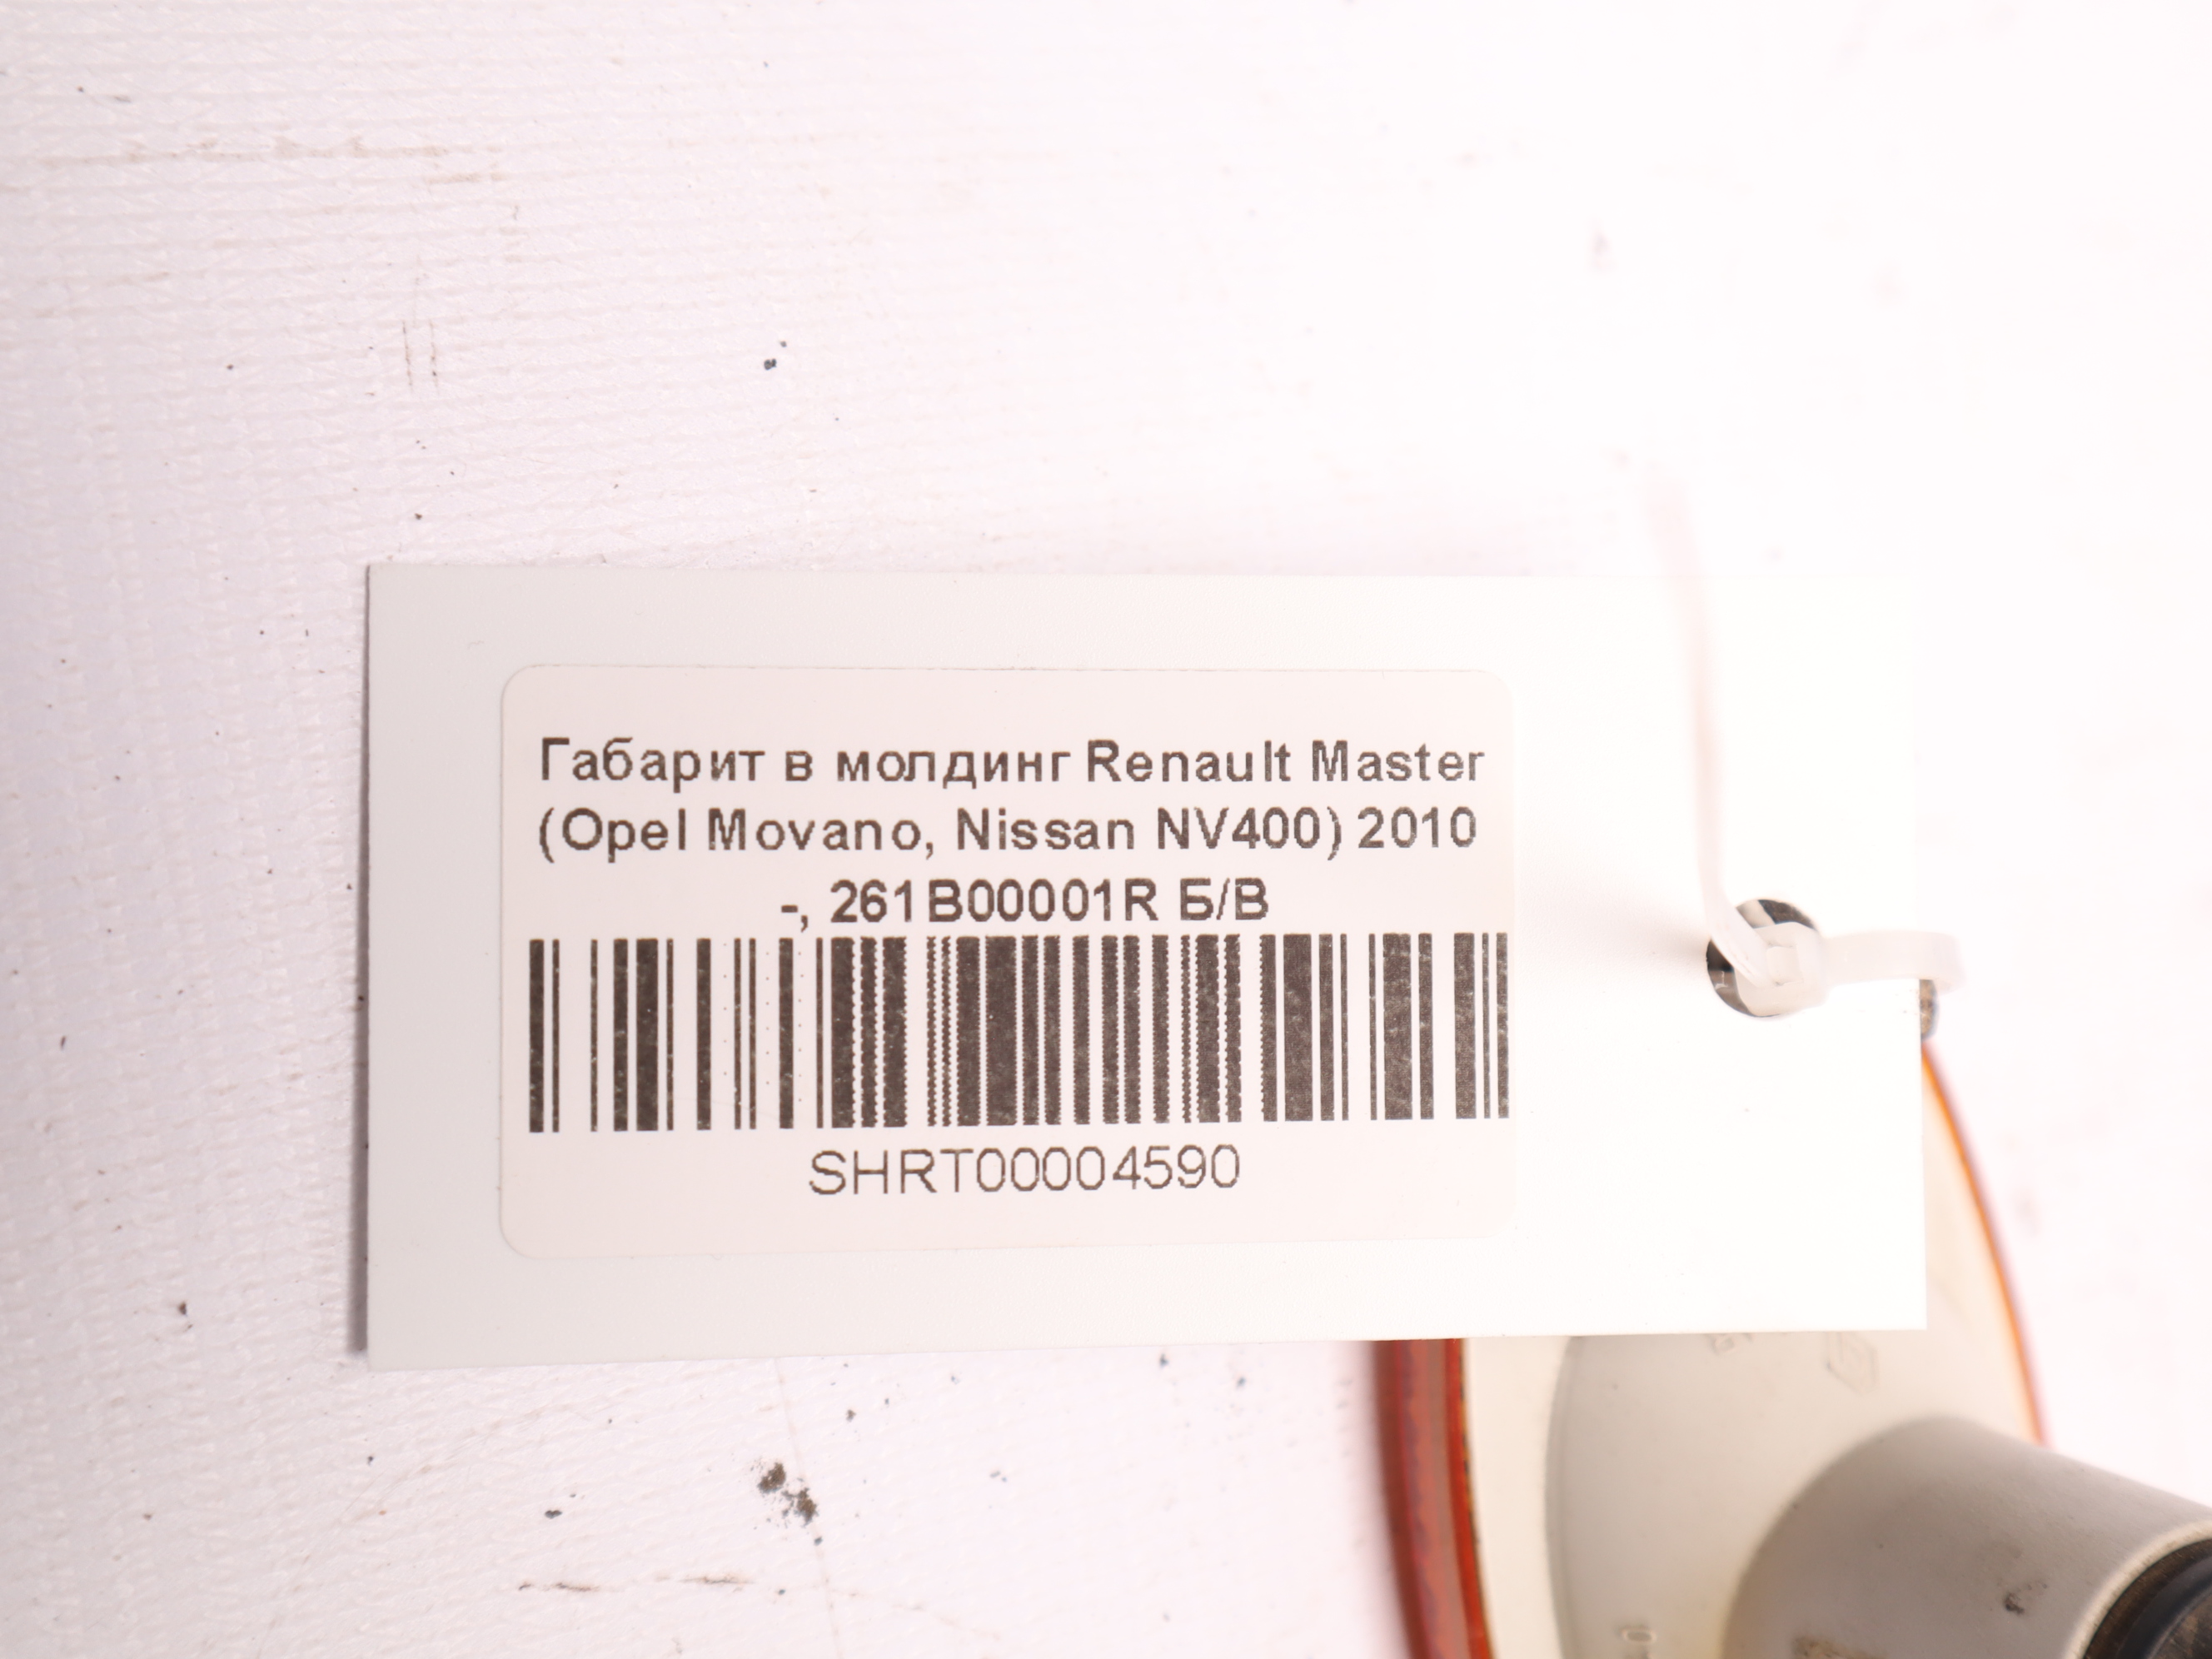 Габарит в молдинг Renault Master
(Opel Movano, Nissan NV400) 2010
-, 261B00001R Б/В
SHRT00004590